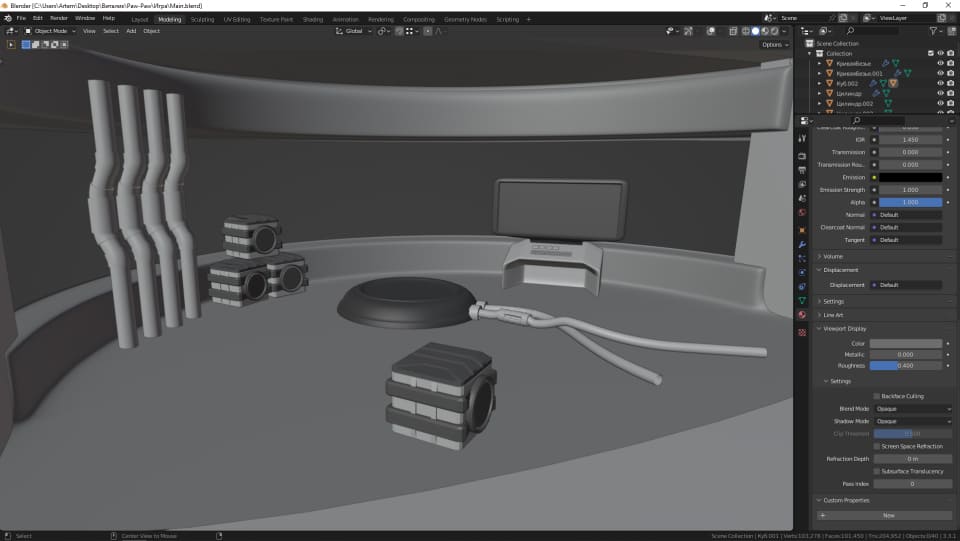 Blender [C:\Users\Artem\Desktop\Виталич\Paw-Paw\Игра\Main.blend]
File Edit Render Window Help Layout Modeling Sculpting UV Editing Texture Paint Shading Animation Rendering Compositing Geometry Nodes Scripting + Scene ViewLayer
Object Mode View Select Add Object Global
Options
Scene Collection
Collection
КриваяБезье
КриваяБезье.001
Куб.002
Цилиндр
Цилиндр.002
IOR 1.450
Transmission 0.000
Transmission Rou... 0.000
Emission
Emission Strength 1.000
Alpha 1.000
Normal Default
Clearcoat Normal Default
Tangent Default
Volume
Displacement
Displacement Default
Settings
Line Art
Viewport Display
Color
Metallic 0.000
Roughness 0.400
Settings
Backface Culling
Blend Mode Opaque
Shadow Mode Opaque
Clip Threshold
Screen Space Refraction
Refraction Depth 0 m
Subsurface Translucency
Pass Index 0
Custom Properties
New
Select Center View to Mouse Scene Collection | Куб.001 | Verts:103,278 | Faces:101,450 | Tris:204,952 | Objects:0/40 | 3.3.1